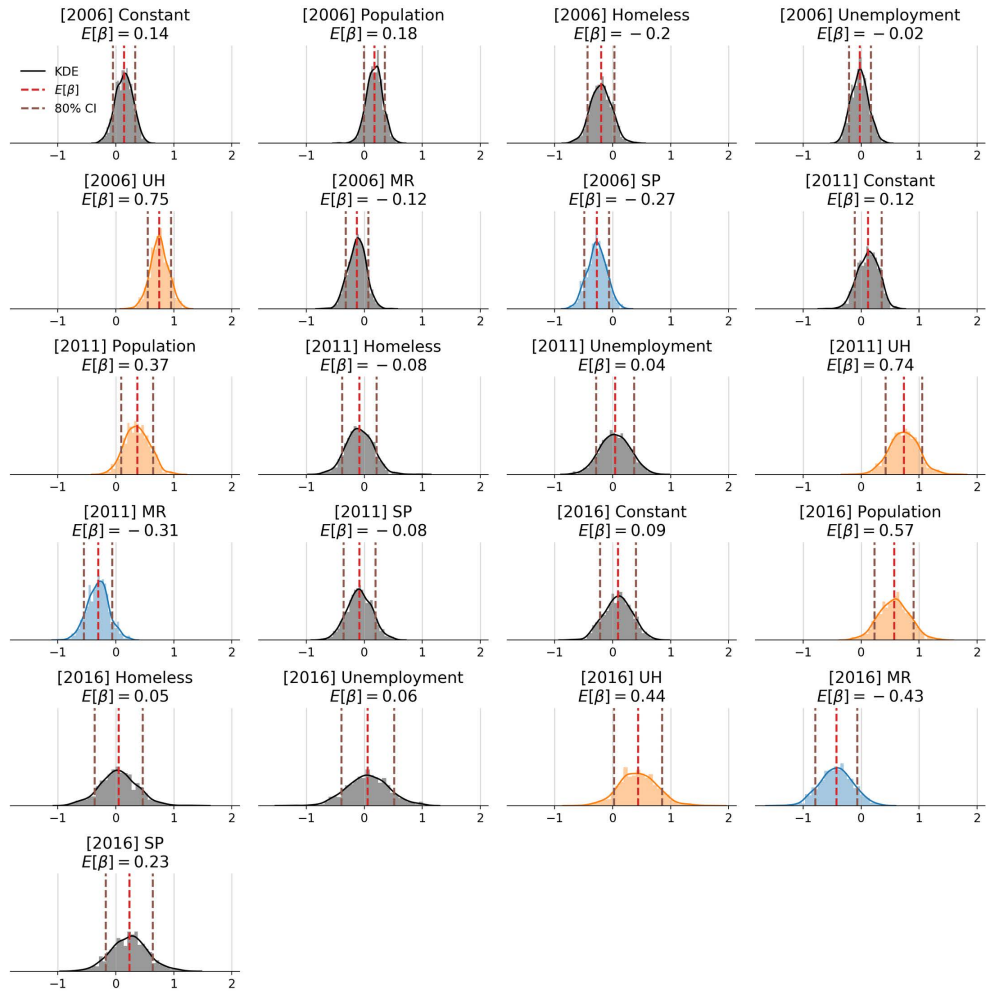 [2006] Constant
E[β] = 0.14
KDE
E[β]
80% CI
−1 0 1 2
[2006] Population
E[β] = 0.18
−1 0 1 2
[2006] Homeless
E[β] = −0.2
−1 0 1 2
[2006] Unemployment
E[β] = −0.02
−1 0 1 2
[2006] UH
E[β] = 0.75
−1 0 1 2
[2006] MR
E[β] = −0.12
−1 0 1 2
[2006] SP
E[β] = −0.27
−1 0 1 2
[2011] Constant
E[β] = 0.12
−1 0 1 2
[2011] Population
E[β] = 0.37
−1 0 1 2
[2011] Homeless
E[β] = −0.08
−1 0 1 2
[2011] Unemployment
E[β] = 0.04
−1 0 1 2
[2011] UH
E[β] = 0.74
−1 0 1 2
[2011] MR
E[β] = −0.31
−1 0 1 2
[2011] SP
E[β] = −0.08
−1 0 1 2
[2016] Constant
E[β] = 0.09
−1 0 1 2
[2016] Population
E[β] = 0.57
−1 0 1 2
[2016] Homeless
E[β] = 0.05
−1 0 1 2
[2016] Unemployment
E[β] = 0.06
−1 0 1 2
[2016] UH
E[β] = 0.44
−1 0 1 2
[2016] MR
E[β] = −0.43
−1 0 1 2
[2016] SP
E[β] = 0.23
−1 0 1 2